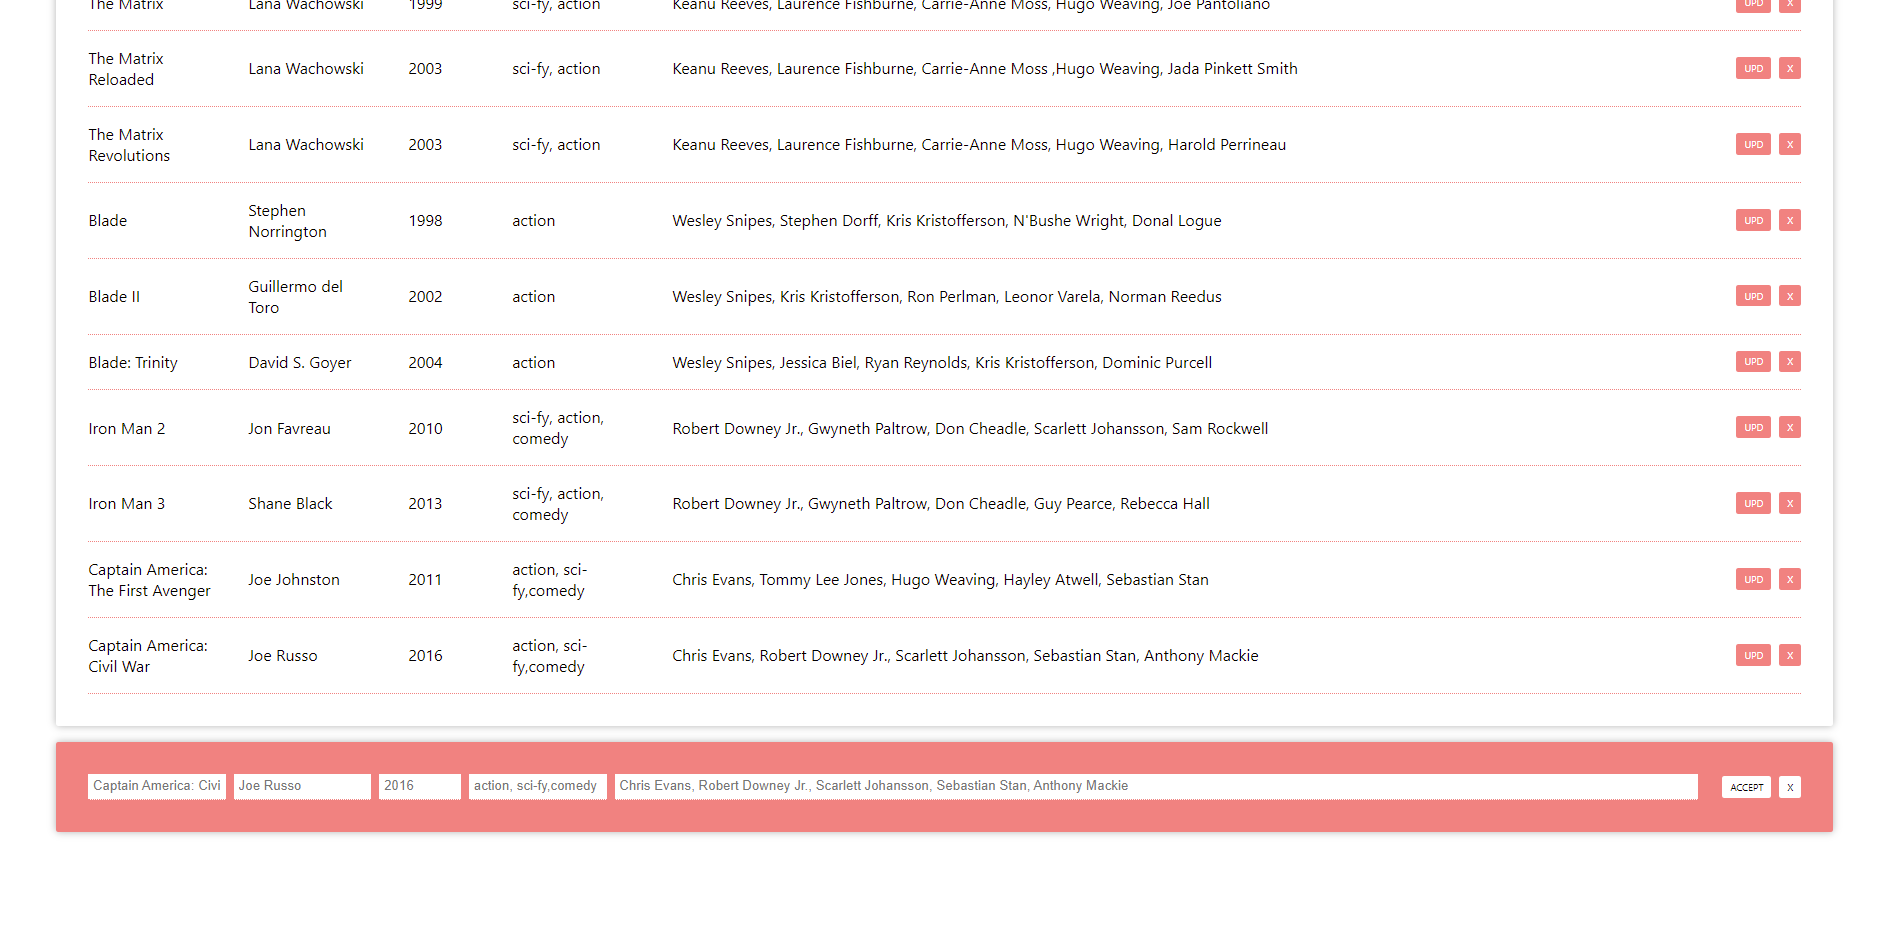 The Matrix Lana Wachowski 1999 sci-fy, action Keanu Reeves, Laurence Fishburne, Carrie-Anne Moss, Hugo Weaving, Joe Pantoliano UPD X
The Matrix
Reloaded
Lana Wachowski 2003 sci-fy, action Keanu Reeves, Laurence Fishburne, Carrie-Anne Moss ,Hugo Weaving, Jada Pinkett Smith UPD X
The Matrix
Revolutions
Lana Wachowski 2003 sci-fy, action Keanu Reeves, Laurence Fishburne, Carrie-Anne Moss, Hugo Weaving, Harold Perrineau UPD X
Blade
Stephen
Norrington
1998 action Wesley Snipes, Stephen Dorff, Kris Kristofferson, N'Bushe Wright, Donal Logue UPD X
Blade II
Guillermo del
Toro
2002 action Wesley Snipes, Kris Kristofferson, Ron Perlman, Leonor Varela, Norman Reedus UPD X
Blade: Trinity David S. Goyer 2004 action Wesley Snipes, Jessica Biel, Ryan Reynolds, Kris Kristofferson, Dominic Purcell UPD X
Iron Man 2 Jon Favreau 2010
sci-fy, action,
comedy
Robert Downey Jr., Gwyneth Paltrow, Don Cheadle, Scarlett Johansson, Sam Rockwell UPD X
Iron Man 3 Shane Black 2013
sci-fy, action,
comedy
Robert Downey Jr., Gwyneth Paltrow, Don Cheadle, Guy Pearce, Rebecca Hall UPD X
Captain America:
The First Avenger
Joe Johnston 2011
action, sci-
fy,comedy
Chris Evans, Tommy Lee Jones, Hugo Weaving, Hayley Atwell, Sebastian Stan UPD X
Captain America:
Civil War
Joe Russo 2016
action, sci-
fy,comedy
Chris Evans, Robert Downey Jr., Scarlett Johansson, Sebastian Stan, Anthony Mackie UPD X
Captain America: Civi Joe Russo 2016 action, sci-fy,comedy Chris Evans, Robert Downey Jr., Scarlett Johansson, Sebastian Stan, Anthony Mackie ACCEPT X